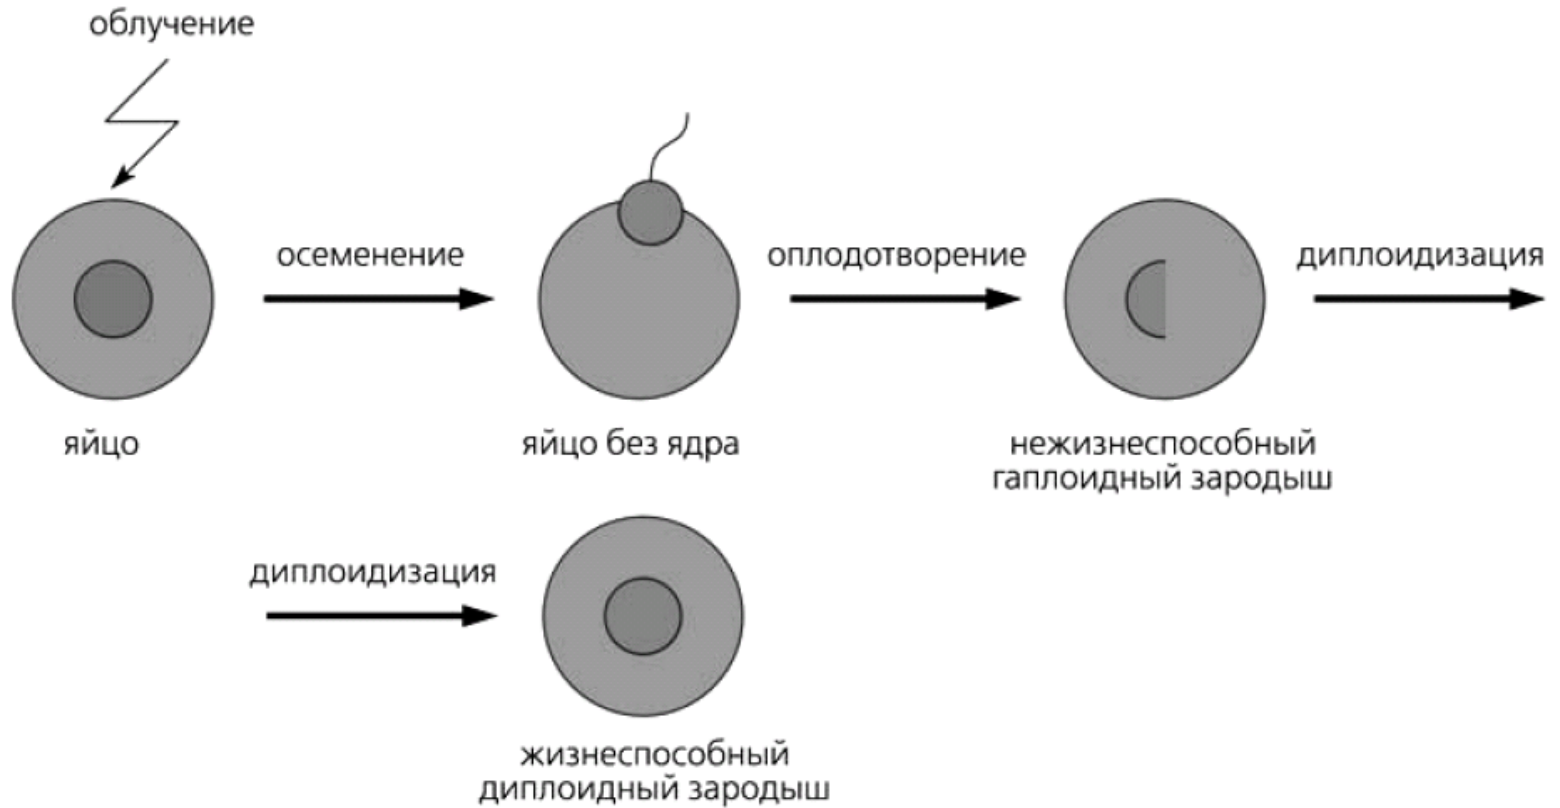 облучение
осеменение
оплодотворение
диплоидизация
яйцо
яйцо без ядра
нежизнеспособный
гаплоидный зародыш
диплоидизация
жизнеспособный
диплоидный зародыш